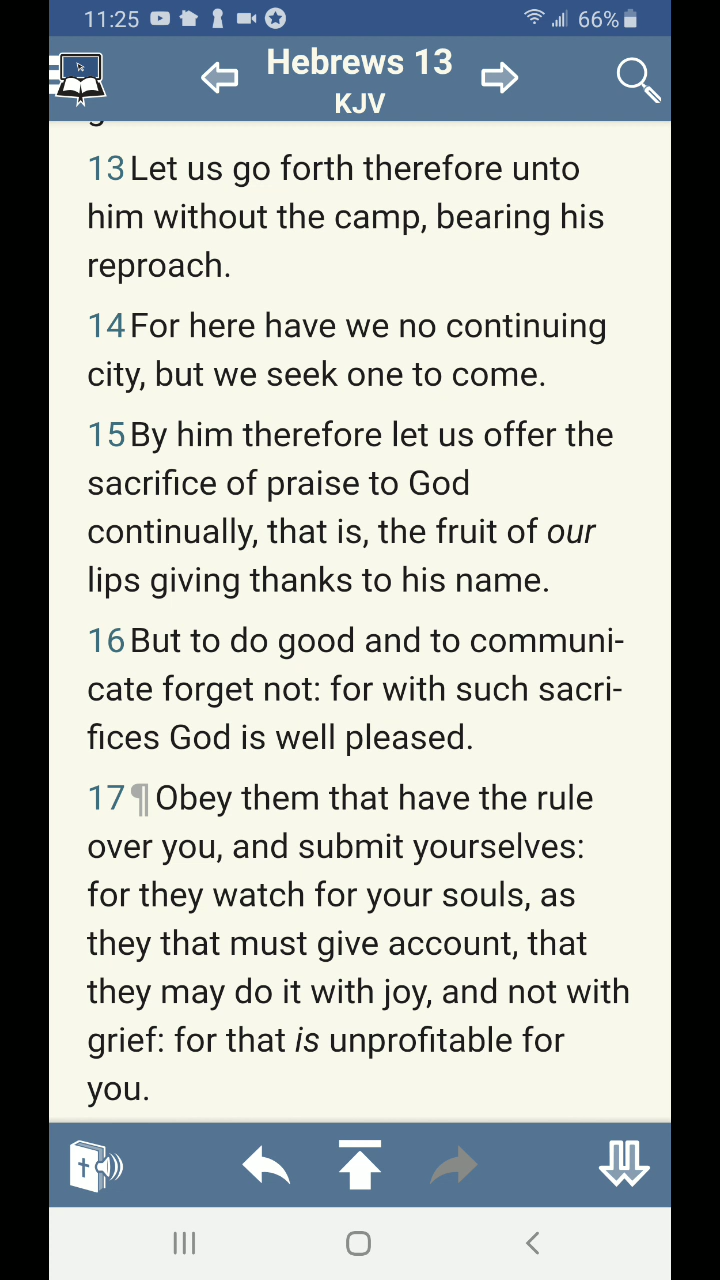 11:25 66%
Hebrews 13
KJV
13 Let us go forth therefore unto
him without the camp, bearing his
reproach.
14 For here have we no continuing
city, but we seek one to come.
15 By him therefore let us offer the
sacrifice of praise to God
continually, that is, the fruit of our
lips giving thanks to his name.
16 But to do good and to communi-
cate forget not: for with such sacri-
fices God is well pleased.
17 ¶ Obey them that have the rule
over you, and submit yourselves:
for they watch for your souls, as
they that must give account, that
they may do it with joy, and not with
grief: for that is unprofitable for
you.